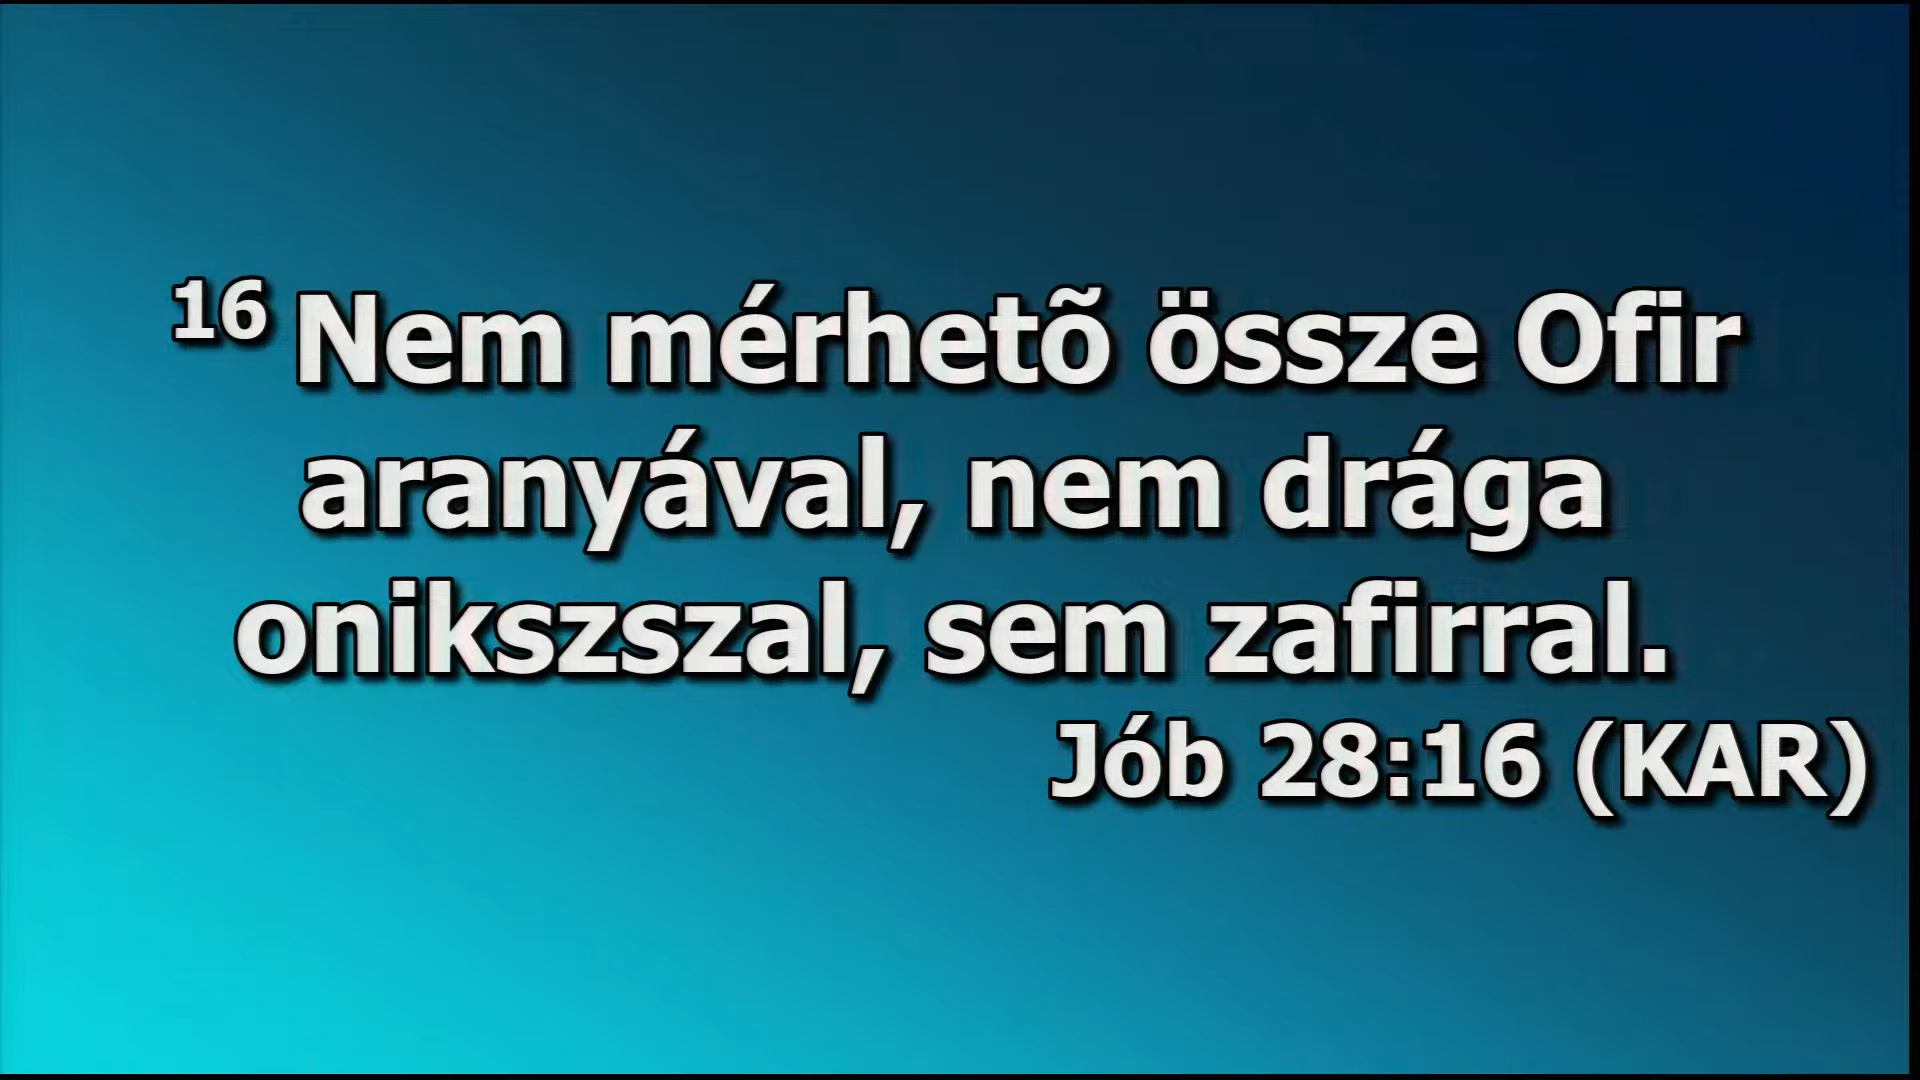 16 Nem mérhetõ össze Ofir
aranyával, nem drága
onikszszal, sem zafirral.
Jób 28:16 (KAR)